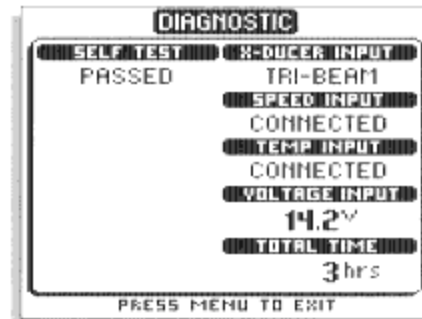 DIAGNOSTIC
SELF TEST
PASSED
X-DUCER INPUT
TRI-BEAM
SPEED INPUT
CONNECTED
TEMP INPUT
CONNECTED
VOLTAGE INPUT
14.2V
TOTAL TIME
3hrs
PRESS MENU TO EXIT